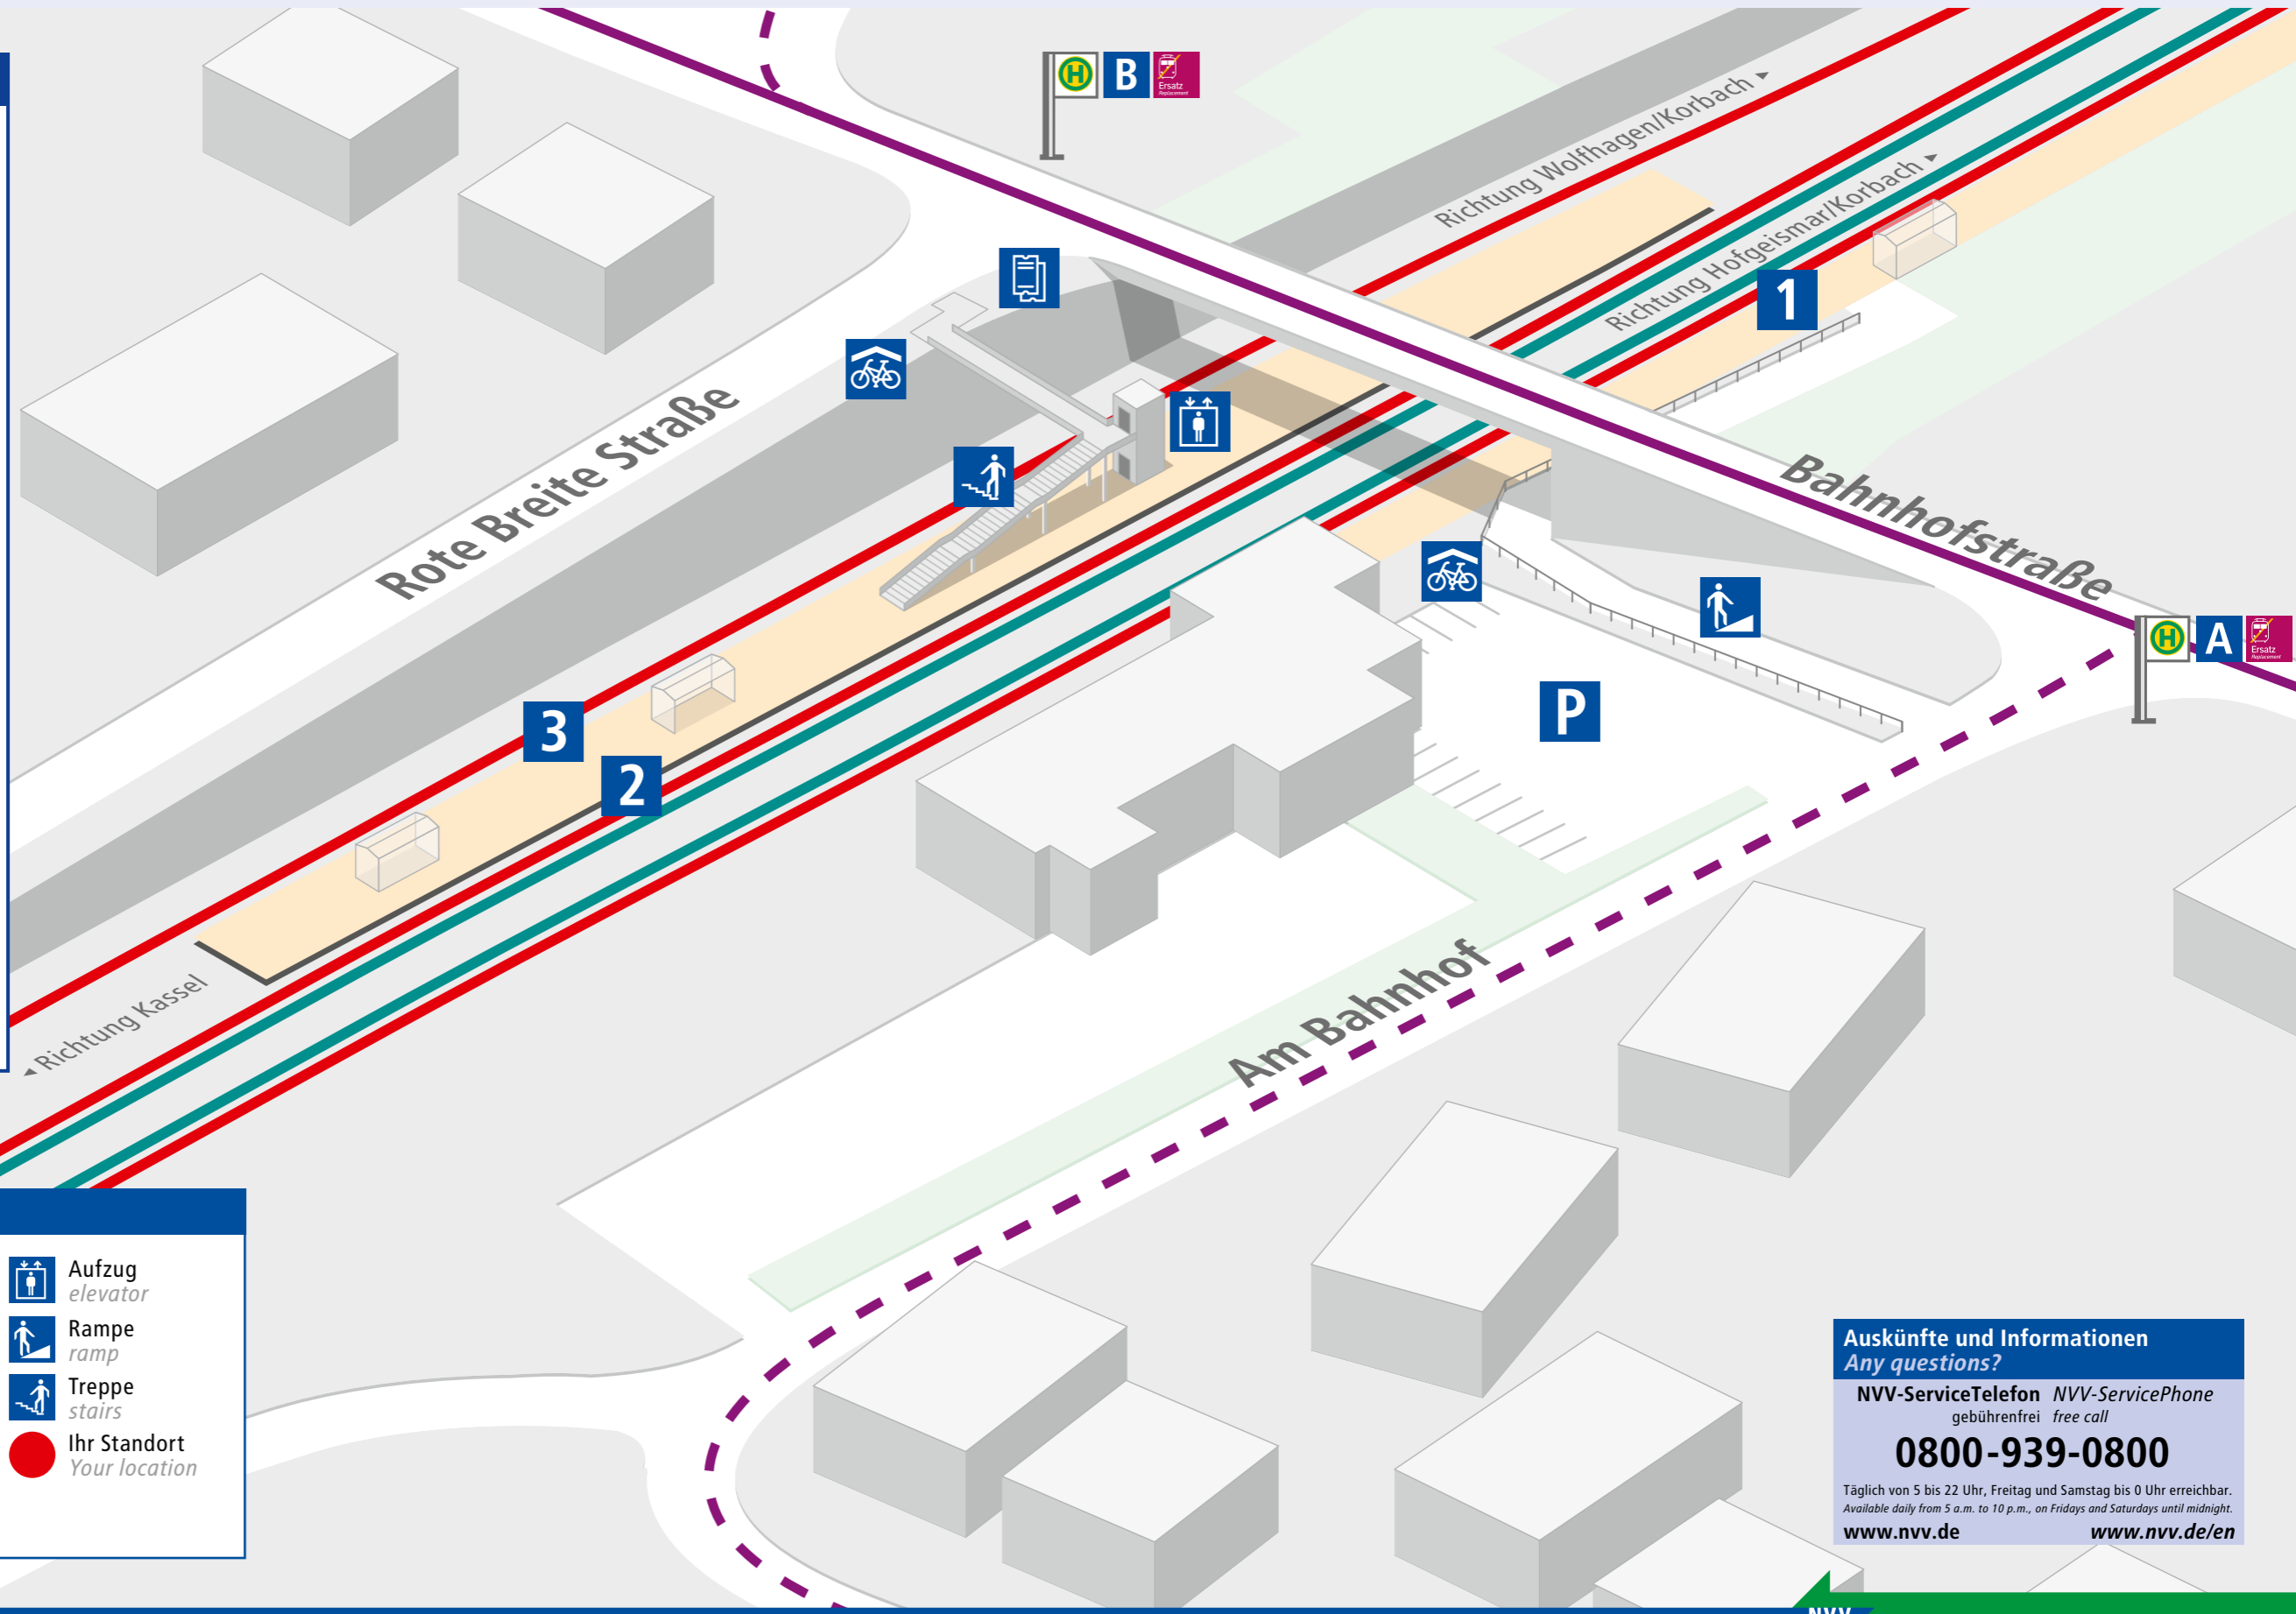 H B Ersatz
Replacement
Richtung Wolfhagen/Korbach
Richtung Hofgeismar/Korbach
1
Rote Breite Straße
Bahnhofstraße
H A Ersatz
Replacement
P
3
2
Richtung Kassel
Am Bahnhof
Aufzug
elevator
Rampe
ramp
Treppe
stairs
Ihr Standort
Your location
Auskünfte und Informationen
Any questions?
NVV-ServiceTelefon NVV-ServicePhone
gebührenfrei free call
0800-939-0800
Täglich von 5 bis 22 Uhr, Freitag und Samstag bis 0 Uhr erreichbar.
Available daily from 5 a.m. to 10 p.m., on Fridays and Saturdays until midnight.
www.nvv.de www.nvv.de/en
NVV